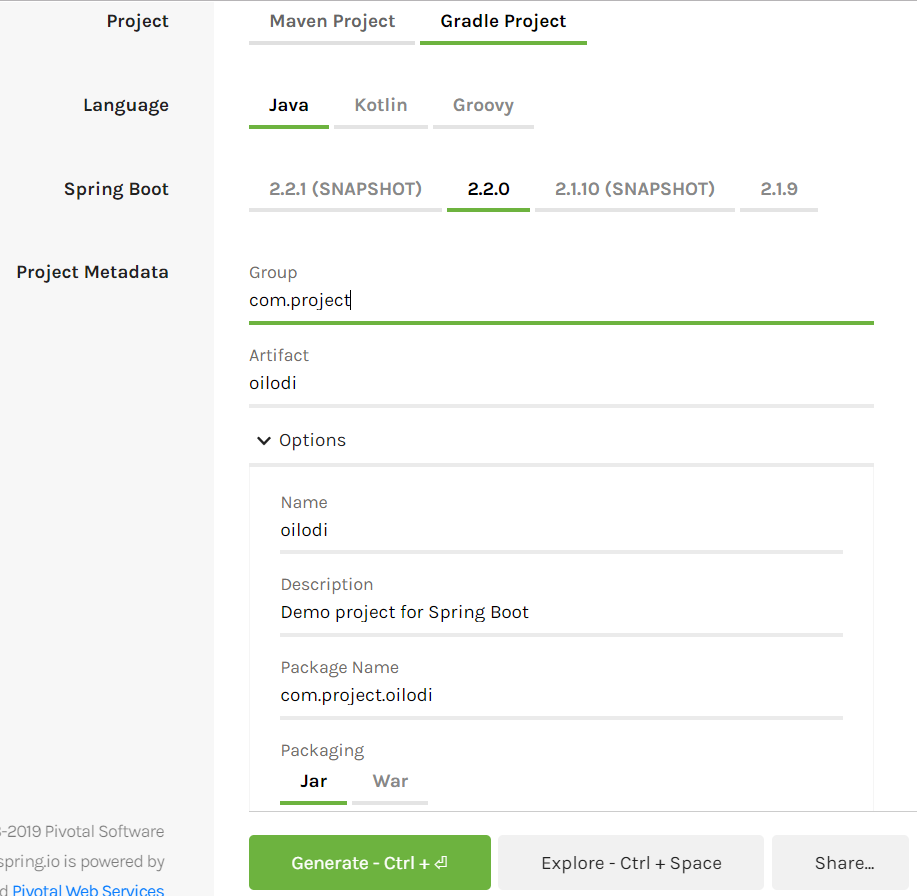 Project Maven Project Gradle Project
Language Java Kotlin Groovy
Spring Boot 2.2.1 (SNAPSHOT) 2.2.0 2.1.10 (SNAPSHOT) 2.1.9
Project Metadata Group
com.project
Artifact
oilodi
Options
Name
oilodi
Description
Demo project for Spring Boot
Package Name
com.project.oilodi
Packaging
Jar War
-2019 Pivotal Software
spring.io is powered by
Pivotal Web Services
Generate - Ctrl + ⏎ Explore - Ctrl + Space Share...